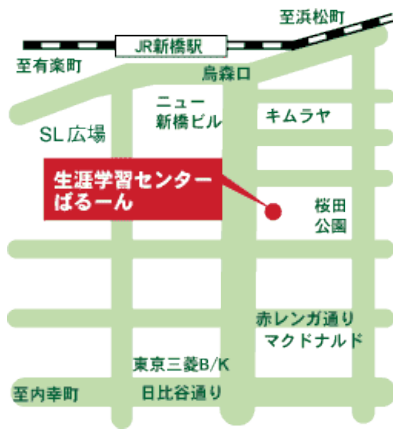 至浜松町
JR新橋駅
至有楽町
烏森口
ニュー
新橋ビル
キムラヤ
SL広場
生涯学習センター
ばるーん
桜田
公園
赤レンガ通り
マクドナルド
東京三菱B/K
至内幸町
日比谷通り